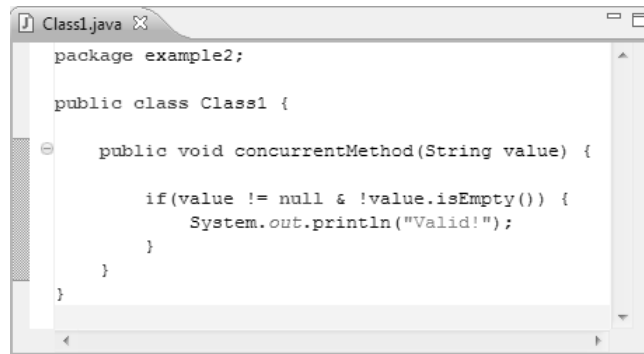 Class1.java
package example2;
public class Class1 {
public void concurrentMethod(String value) {
if(value != null & !value.isEmpty()) {
System.out.println("Valid!");
}
}
}